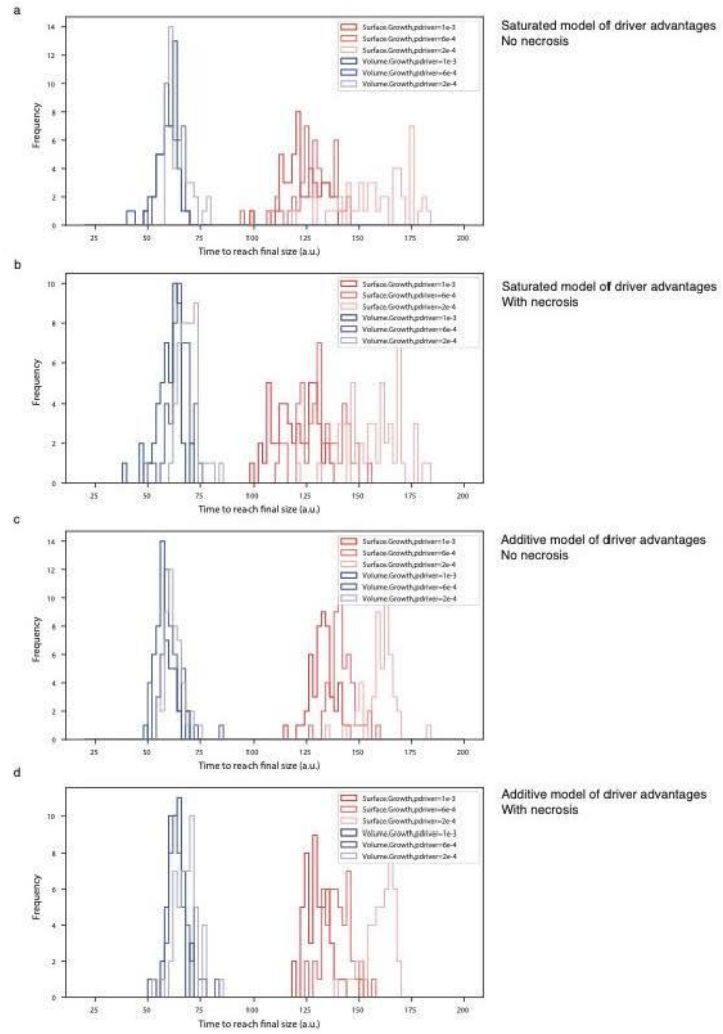 a
Saturated model of driver advantages
No necrosis
14
12
10
8
6
4
2
0
Frequency
Surface.Growth,pdriver=1e-3
Surface.Growth,pdriver=6e-4
Surface.Growth,pdriver=2e-4
Volume.Growth,pdriver=1e-3
Volume.Growth,pdriver=6e-4
Volume.Growth,pdriver=2e-4
25 50 75 100 125 150 175 200
Time to reach final size (a.u.)
b
Saturated model of driver advantages
With necrosis
10
8
6
4
2
0
Frequency
Surface.Growth,pdriver=1e-3
Surface.Growth,pdriver=6e-4
Surface.Growth,pdriver=2e-4
Volume.Growth,pdriver=1e-3
Volume.Growth,pdriver=6e-4
Volume.Growth,pdriver=2e-4
25 50 75 100 125 150 175 200
Time to reach final size (a.u.)
c
Additive model of driver advantages
No necrosis
14
12
10
8
6
4
2
0
Frequency
Surface.Growth,pdriver=1e-3
Surface.Growth,pdriver=6e-4
Surface.Growth,pdriver=2e-4
Volume.Growth,pdriver=1e-3
Volume.Growth,pdriver=6e-4
Volume.Growth,pdriver=2e-4
25 50 75 100 125 150 175 200
Time to reach final size (a.u.)
d
Additive model of driver advantages
With necrosis
10
8
6
4
2
0
Frequency
Surface.Growth,pdriver=1e-3
Surface.Growth,pdriver=6e-4
Surface.Growth,pdriver=2e-4
Volume.Growth,pdriver=1e-3
Volume.Growth,pdriver=6e-4
Volume.Growth,pdriver=2e-4
25 50 75 100 125 150 175 200
Time to reach final size (a.u.)